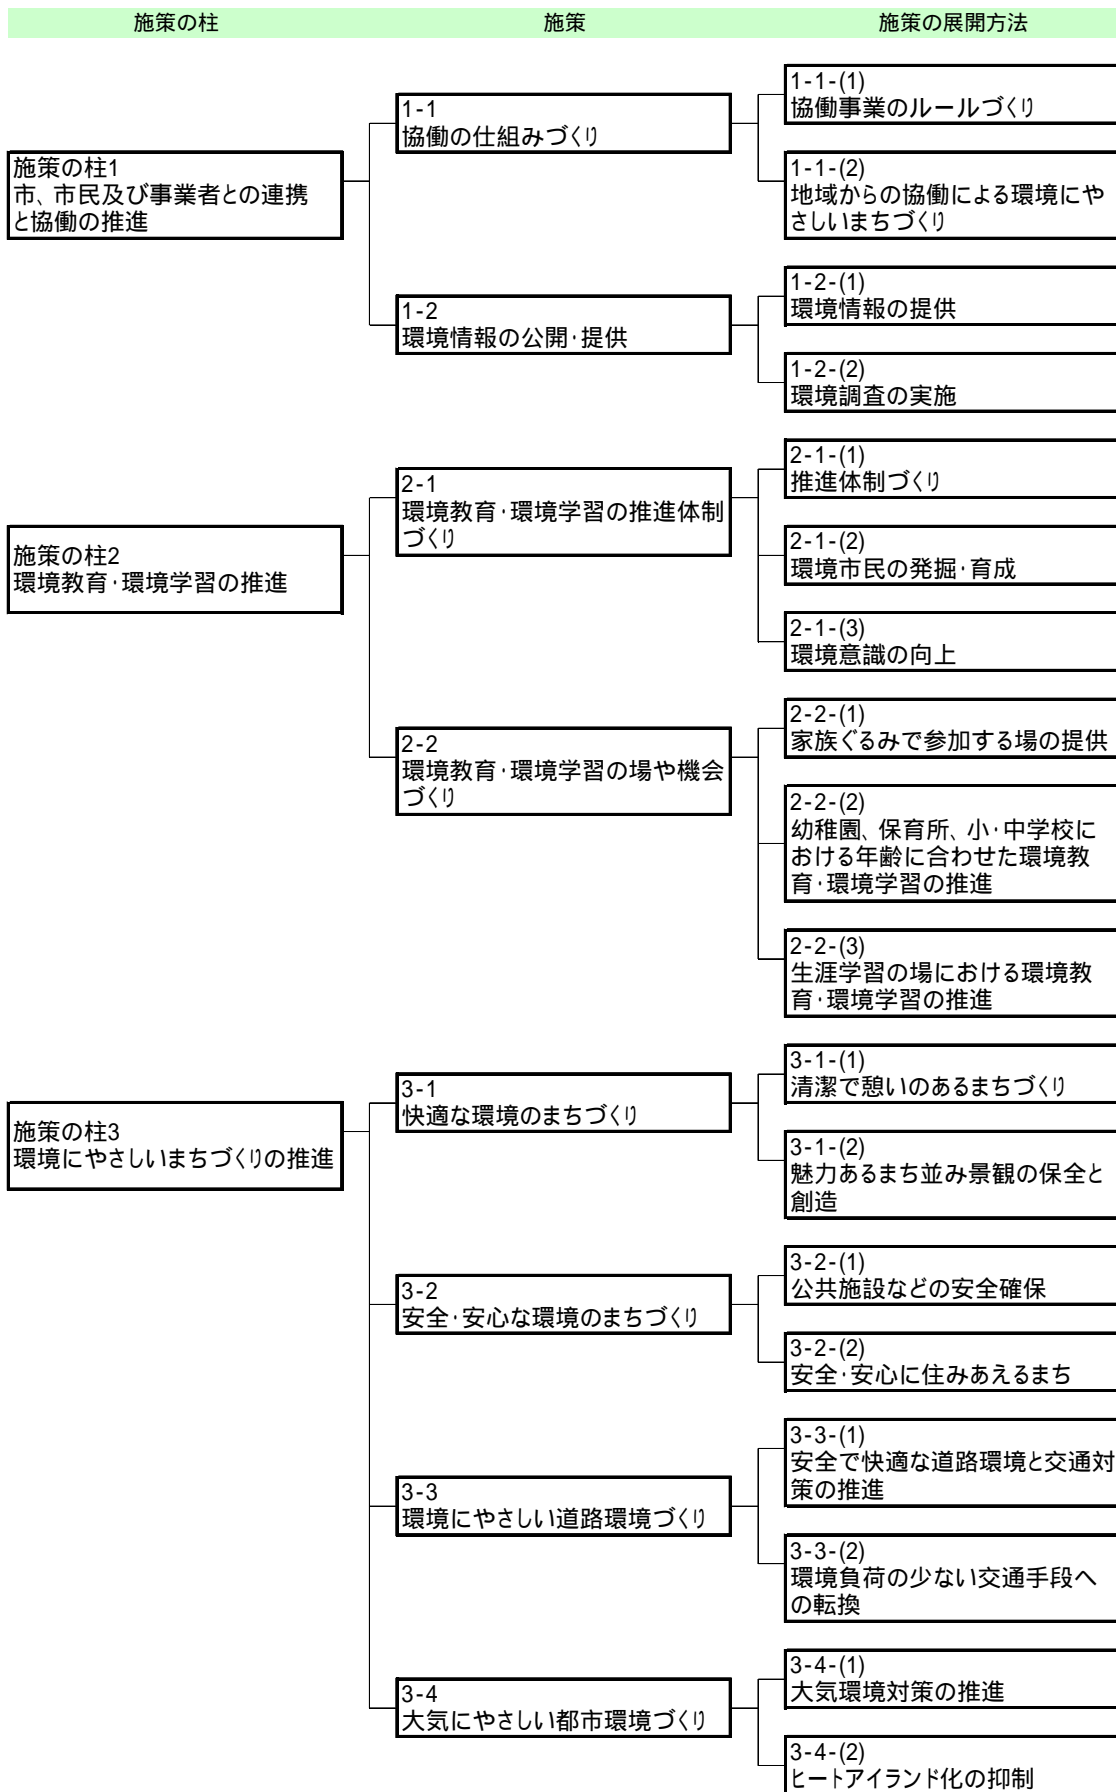 施策の柱 施策 施策の展開方法
施策の柱1
市、市民及び事業者との連携
と協働の推進
1-1
協働の仕組みづくり
1-1-(1)
協働事業のルールづくり
1-1-(2)
地域からの協働による環境にや
さしいまちづくり
1-2
環境情報の公開・提供
1-2-(1)
環境情報の提供
1-2-(2)
環境調査の実施
施策の柱2
環境教育・環境学習の推進
2-1
環境教育・環境学習の推進体制
づくり
2-1-(1)
推進体制づくり
2-1-(2)
環境市民の発掘・育成
2-1-(3)
環境意識の向上
2-2
環境教育・環境学習の場や機会
づくり
2-2-(1)
家族ぐるみで参加する場の提供
2-2-(2)
幼稚園、保育所、小・中学校に
おける年齢に合わせた環境教
育・環境学習の推進
2-2-(3)
生涯学習の場における環境教
育・環境学習の推進
施策の柱3
環境にやさしいまちづくりの推進
3-1
快適な環境のまちづくり
3-1-(1)
清潔で憩いのあるまちづくり
3-1-(2)
魅力あるまち並み景観の保全と
創造
3-2
安全・安心な環境のまちづくり
3-2-(1)
公共施設などの安全確保
3-2-(2)
安全・安心に住みあえるまち
3-3
環境にやさしい道路環境づくり
3-3-(1)
安全で快適な道路環境と交通対
策の推進
3-3-(2)
環境負荷の少ない交通手段へ
の転換
3-4
大気にやさしい都市環境づくり
3-4-(1)
大気環境対策の推進
3-4-(2)
ヒートアイランド化の抑制